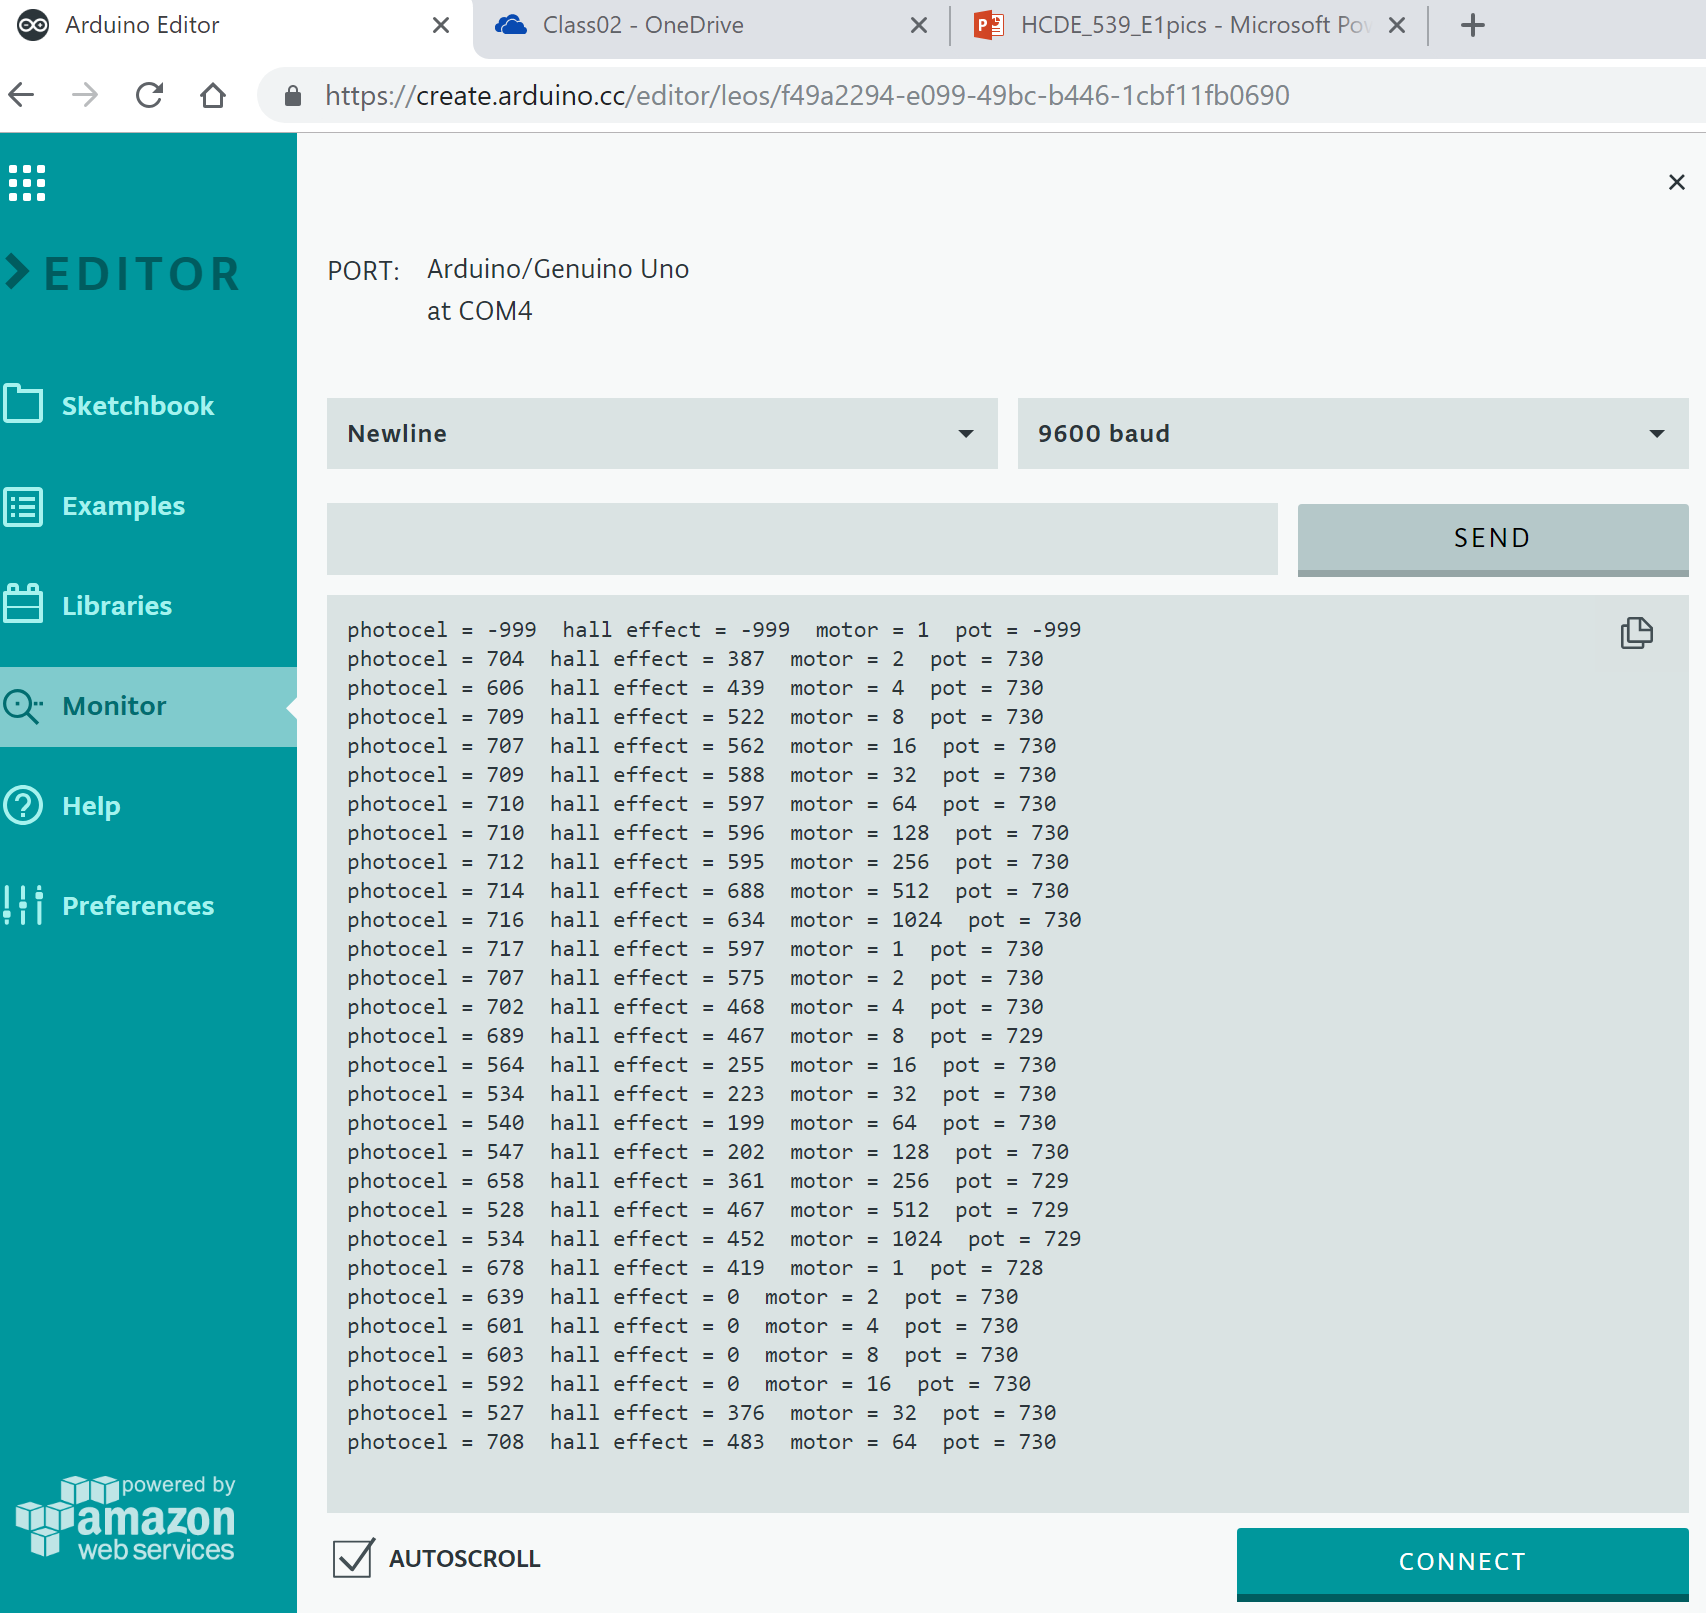 Arduino Editor
Class02 - OneDrive
HCDE_539_E1pics - Microsoft Pov
https://create.arduino.cc/editor/leos/f49a2294-e099-49bc-b446-1cbf11fb0690
EDITOR
Sketchbook
Examples
Libraries
Monitor
Help
Preferences
powered by
amazon
web services
PORT: Arduino/Genuino Uno
at COM4
Newline
9600 baud
SEND
photocel = -999  hall effect = -999  motor = 1  pot = -999
photocel = 704  hall effect = 387  motor = 2  pot = 730
photocel = 606  hall effect = 439  motor = 4  pot = 730
photocel = 709  hall effect = 522  motor = 8  pot = 730
photocel = 707  hall effect = 562  motor = 16  pot = 730
photocel = 709  hall effect = 588  motor = 32  pot = 730
photocel = 710  hall effect = 597  motor = 64  pot = 730
photocel = 710  hall effect = 596  motor = 128  pot = 730
photocel = 712  hall effect = 595  motor = 256  pot = 730
photocel = 714  hall effect = 688  motor = 512  pot = 730
photocel = 716  hall effect = 634  motor = 1024  pot = 730
photocel = 717  hall effect = 597  motor = 1  pot = 730
photocel = 707  hall effect = 575  motor = 2  pot = 730
photocel = 702  hall effect = 468  motor = 4  pot = 730
photocel = 689  hall effect = 467  motor = 8  pot = 729
photocel = 564  hall effect = 255  motor = 16  pot = 730
photocel = 534  hall effect = 223  motor = 32  pot = 730
photocel = 540  hall effect = 199  motor = 64  pot = 730
photocel = 547  hall effect = 202  motor = 128  pot = 730
photocel = 658  hall effect = 361  motor = 256  pot = 729
photocel = 528  hall effect = 467  motor = 512  pot = 729
photocel = 534  hall effect = 452  motor = 1024  pot = 729
photocel = 678  hall effect = 419  motor = 1  pot = 728
photocel = 639  hall effect = 0  motor = 2  pot = 730
photocel = 601  hall effect = 0  motor = 4  pot = 730
photocel = 603  hall effect = 0  motor = 8  pot = 730
photocel = 592  hall effect = 0  motor = 16  pot = 730
photocel = 527  hall effect = 376  motor = 32  pot = 730
photocel = 708  hall effect = 483  motor = 64  pot = 730
AUTOSCROLL
CONNECT